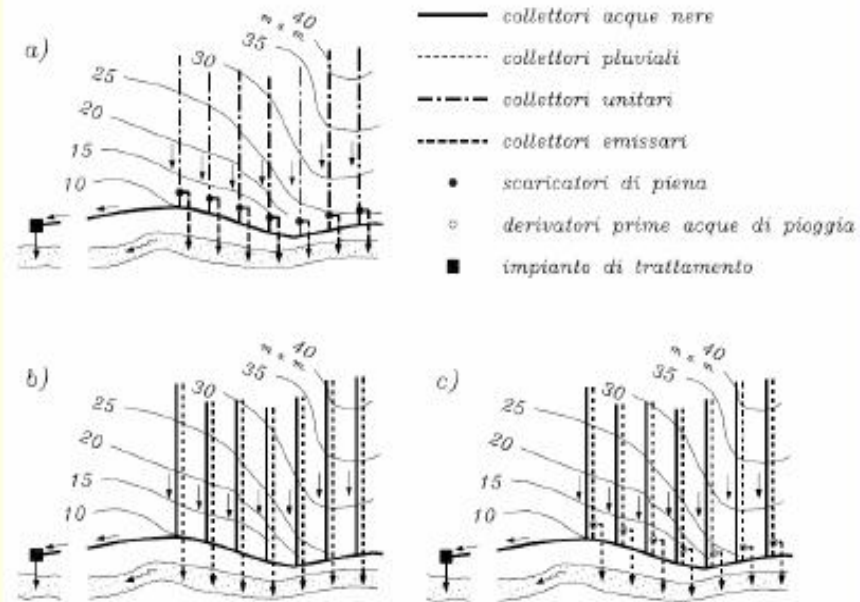 a)
m s. m.
40
35
30
25
20
15
10
collettori acque nere
collettori pluviali
collettori unitari
collettori emissari
scaricatori di piena
derivatori prime acque di pioggia
impianto di trattamento
b)
m s. m.
40
35
30
25
20
15
10
c)
m s. m.
40
35
30
25
20
15
10